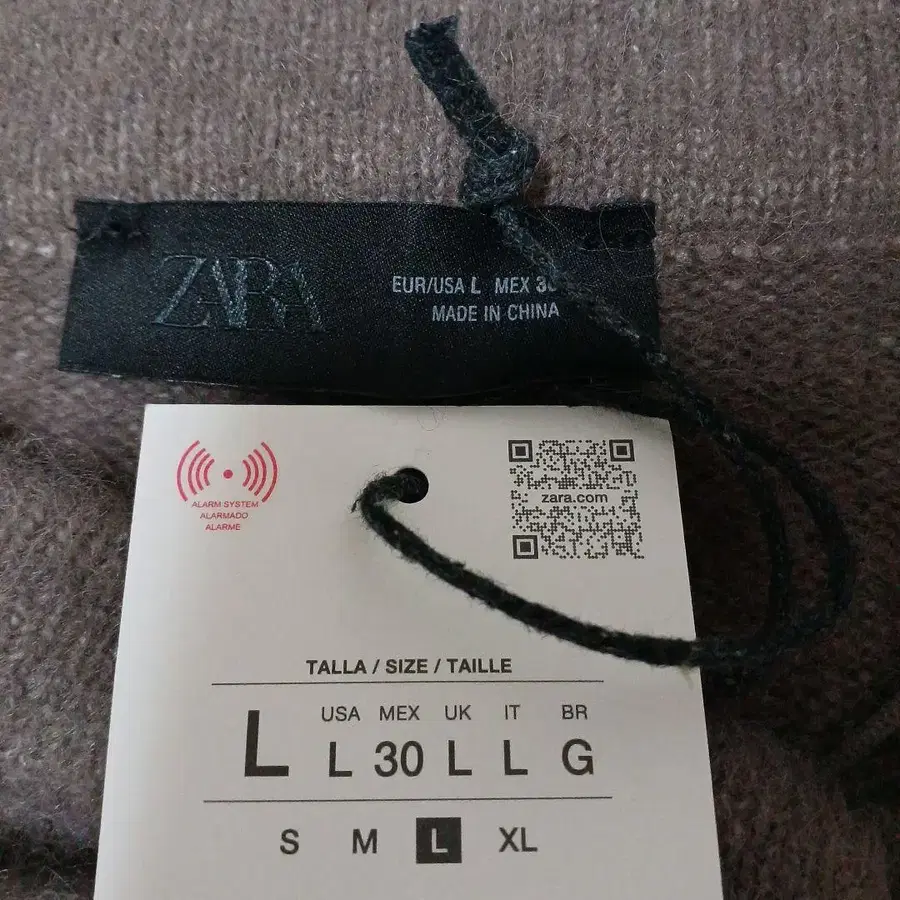 ZARA
EUR/USA L MEX 30
MADE IN CHINA
ALARM SYSTEM
ALARMADO
ALARME
zara.com
TALLA / SIZE / TAILLE
USA MEX UK IT BR
L L 30 L L G
S M L XL